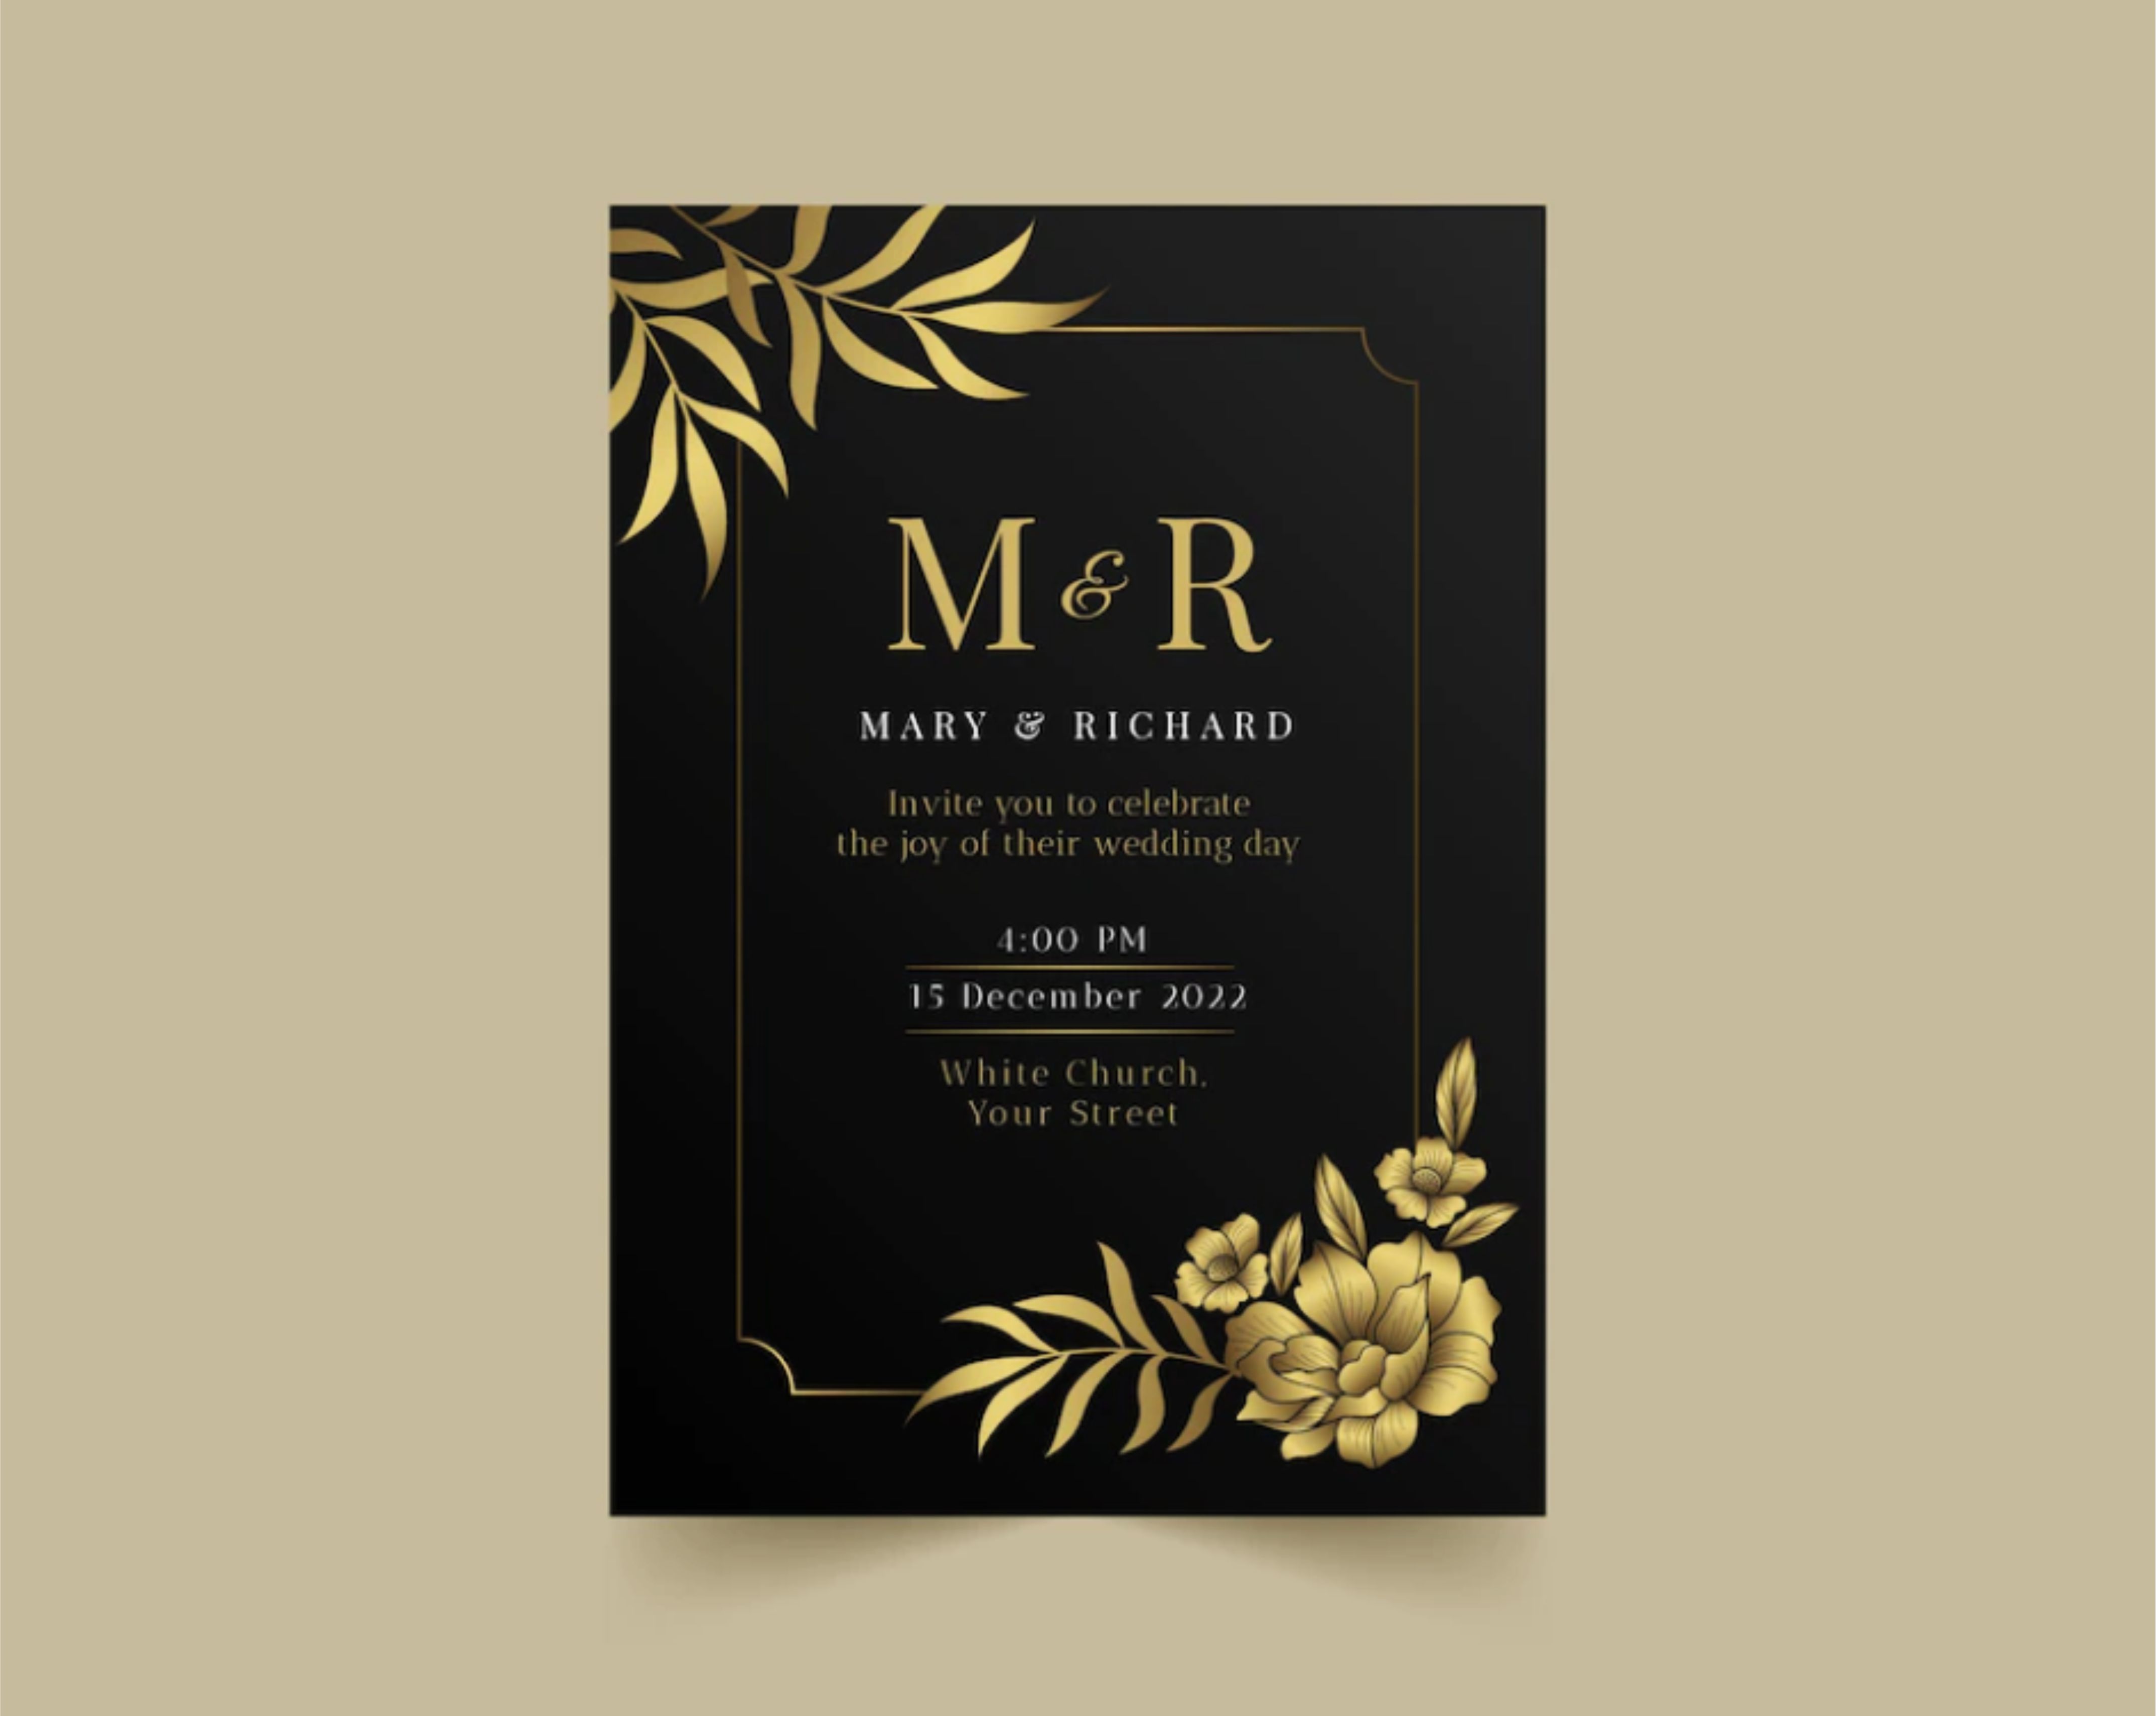 M & R
MARY & RICHARD
Invite you to celebrate
the joy of their wedding day
4:00 PM
15 December 2022
White Church,
Your Street